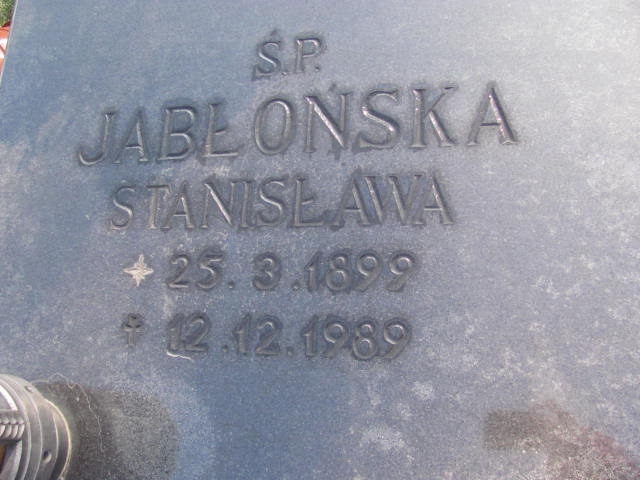 Ś.P.
JABŁOŃSKA
STANISŁAWA
25.3.1899
† 12.12.1989